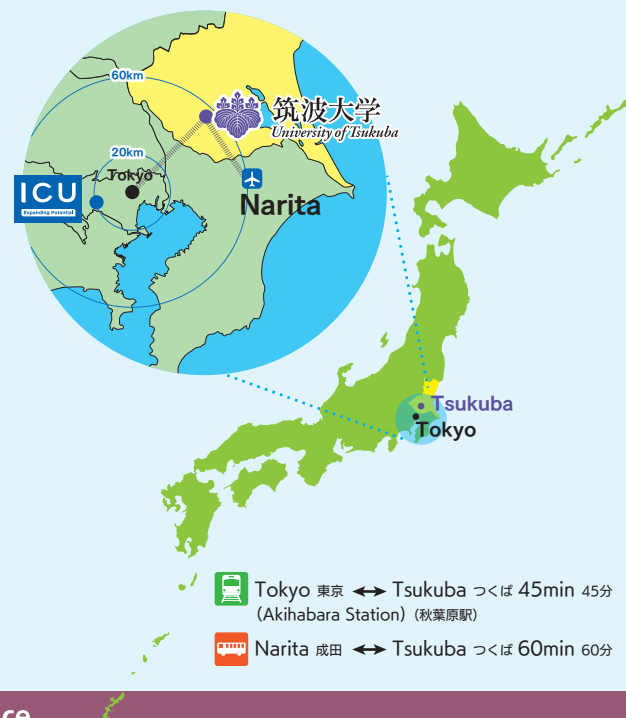 60km
筑波大学
University of Tsukuba
20km
Tokyo
ICU
Expanding Potential
Narita
Tsukuba
Tokyo
Tokyo 東京 ↔ Tsukuba つくば 45min 45分
(Akihabara Station) (秋葉原駅)
Narita 成田 ↔ Tsukuba つくば 60min 60分